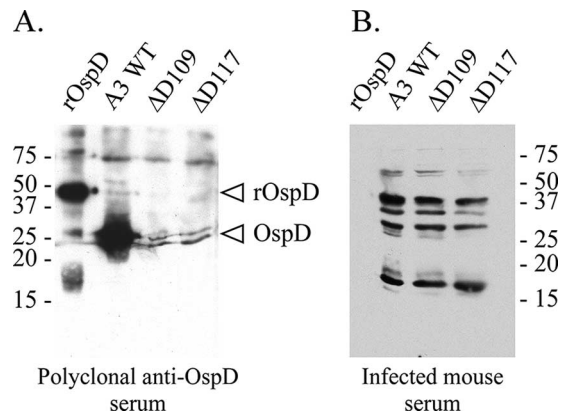 A.
rOspD
A3 WT
ΔD109
ΔD117
75 -
50 -
37 -
25 -
20 -
15 -
rOspD
OspD
Polyclonal anti-OspD
serum
B.
rOspD
A3 WT
ΔD109
ΔD117
- 75
- 50
- 37
- 25
- 20
- 15
Infected mouse
serum